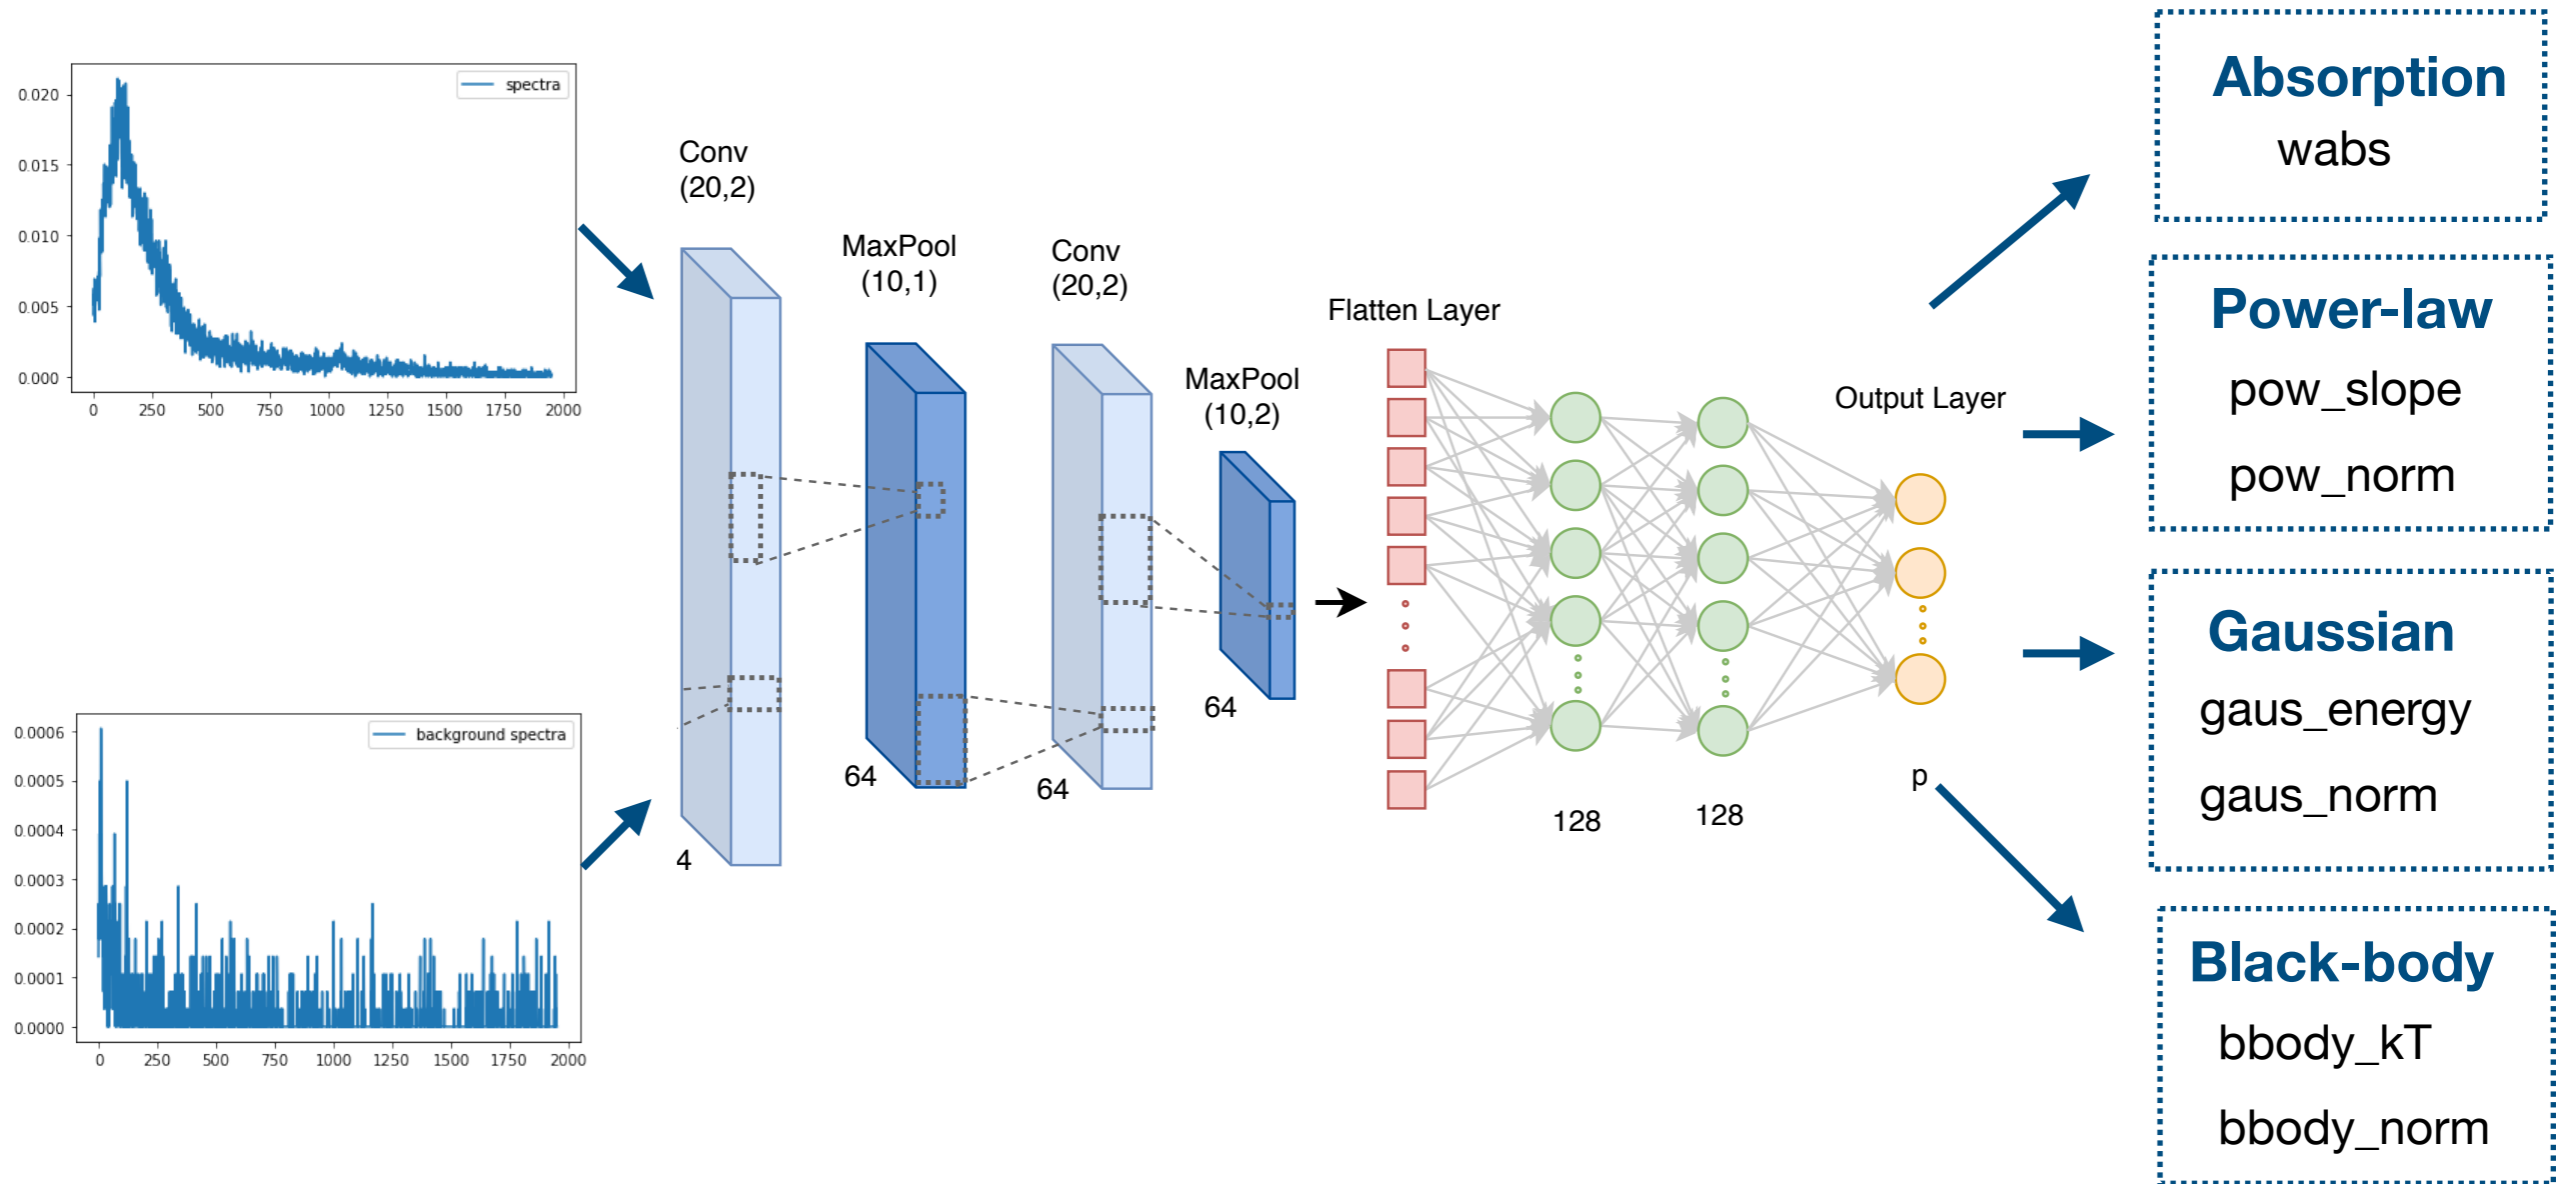 spectra
0.020
0.015
0.010
0.005
0.000
0 250 500 750 1000 1250 1500 1750 2000
background spectra
0.0006
0.0005
0.0004
0.0003
0.0002
0.0001
0.0000
0 250 500 750 1000 1250 1500 1750 2000
Conv
(20,2)
4
MaxPool
(10,1)
64
Conv
(20,2)
64
MaxPool
(10,2)
64
Flatten Layer
128
128
Output Layer
p
Absorption
wabs
Power-law
pow_slope
pow_norm
Gaussian
gaus_energy
gaus_norm
Black-body
bbody_kT
bbody_norm